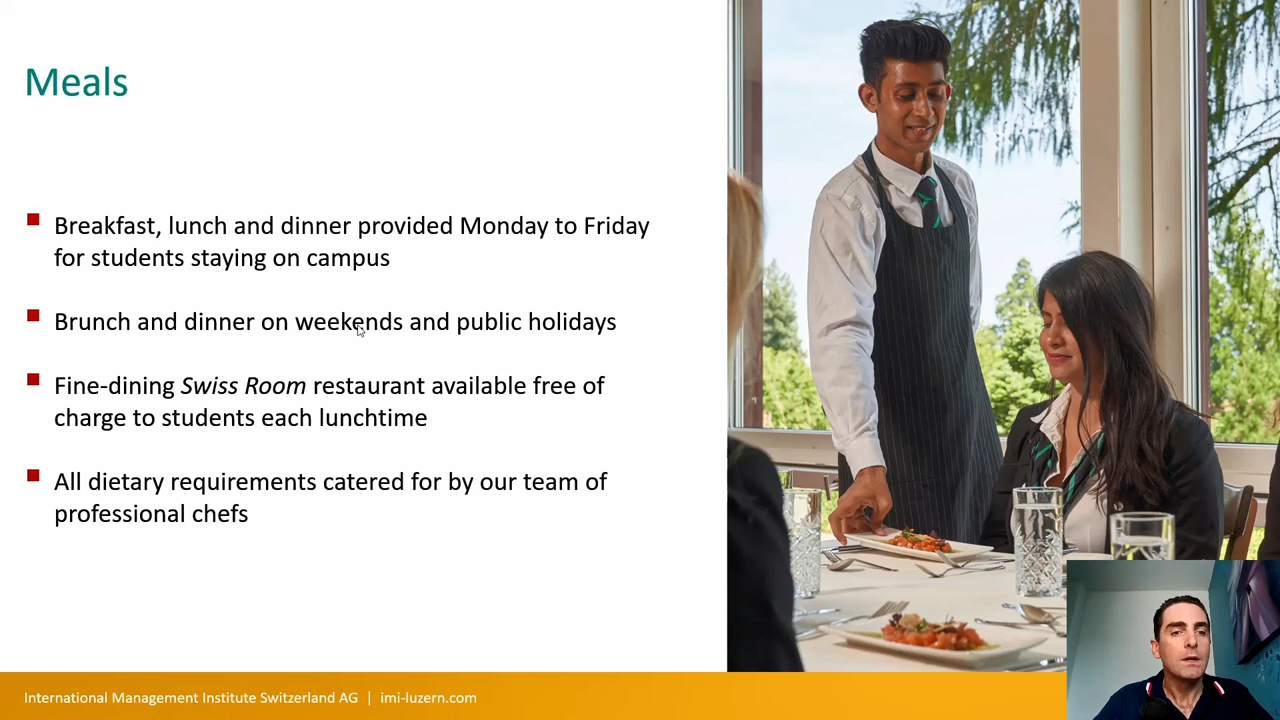 Meals
Breakfast, lunch and dinner provided Monday to Friday
for students staying on campus
Brunch and dinner on weekends and public holidays
Fine-dining Swiss Room restaurant available free of
charge to students each lunchtime
All dietary requirements catered for by our team of
professional chefs
International Management Institute Switzerland AG | imi-luzern.com